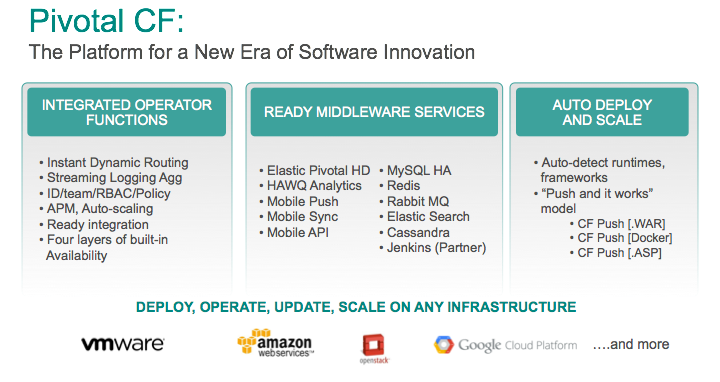 Pivotal CF:
The Platform for a New Era of Software Innovation
INTEGRATED OPERATOR
FUNCTIONS
• Instant Dynamic Routing
• Streaming Logging Agg
• ID/team/RBAC/Policy
• APM, Auto-scaling
• Ready integration
• Four layers of built-in
Availability
READY MIDDLEWARE SERVICES
• Elastic Pivotal HD
• HAWQ Analytics
• Mobile Push
• Mobile Sync
• Mobile API
• MySQL HA
• Redis
• Rabbit MQ
• Elastic Search
• Cassandra
• Jenkins (Partner)
AUTO DEPLOY
AND SCALE
• Auto-detect runtimes,
frameworks
• “Push and it works”
model
• CF Push [.WAR]
• CF Push [Docker]
• CF Push [.ASP]
DEPLOY, OPERATE, UPDATE, SCALE ON ANY INFRASTRUCTURE
vmware
amazon
webservices™
openstack
Google Cloud Platform
….and more